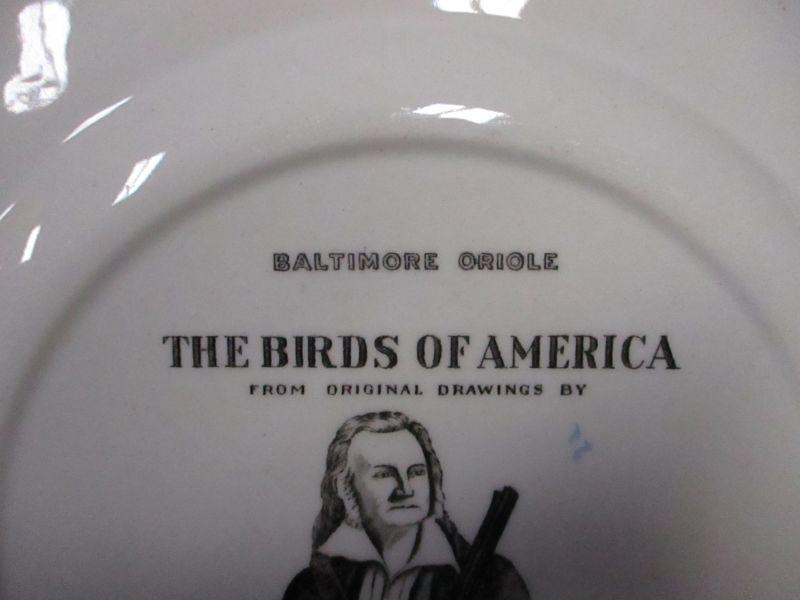 BALTIMORE ORIOLE
THE BIRDS OF AMERICA
FROM ORIGINAL DRAWINGS BY